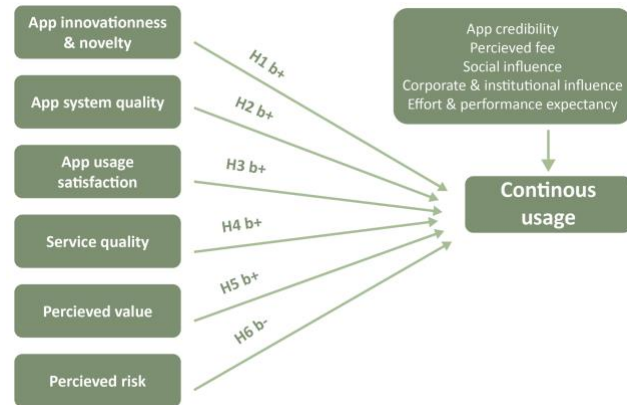 App innovationness
& novelty
App system quality
App usage
satisfaction
Service quality
Percieved value
Percieved risk
H1 b+
H2 b+
H3 b+
H4 b+
H5 b+
H6 b-
App credibility
Percieved fee
Social influence
Corporate & institutional influence
Effort & performance expectancy
Continous
usage